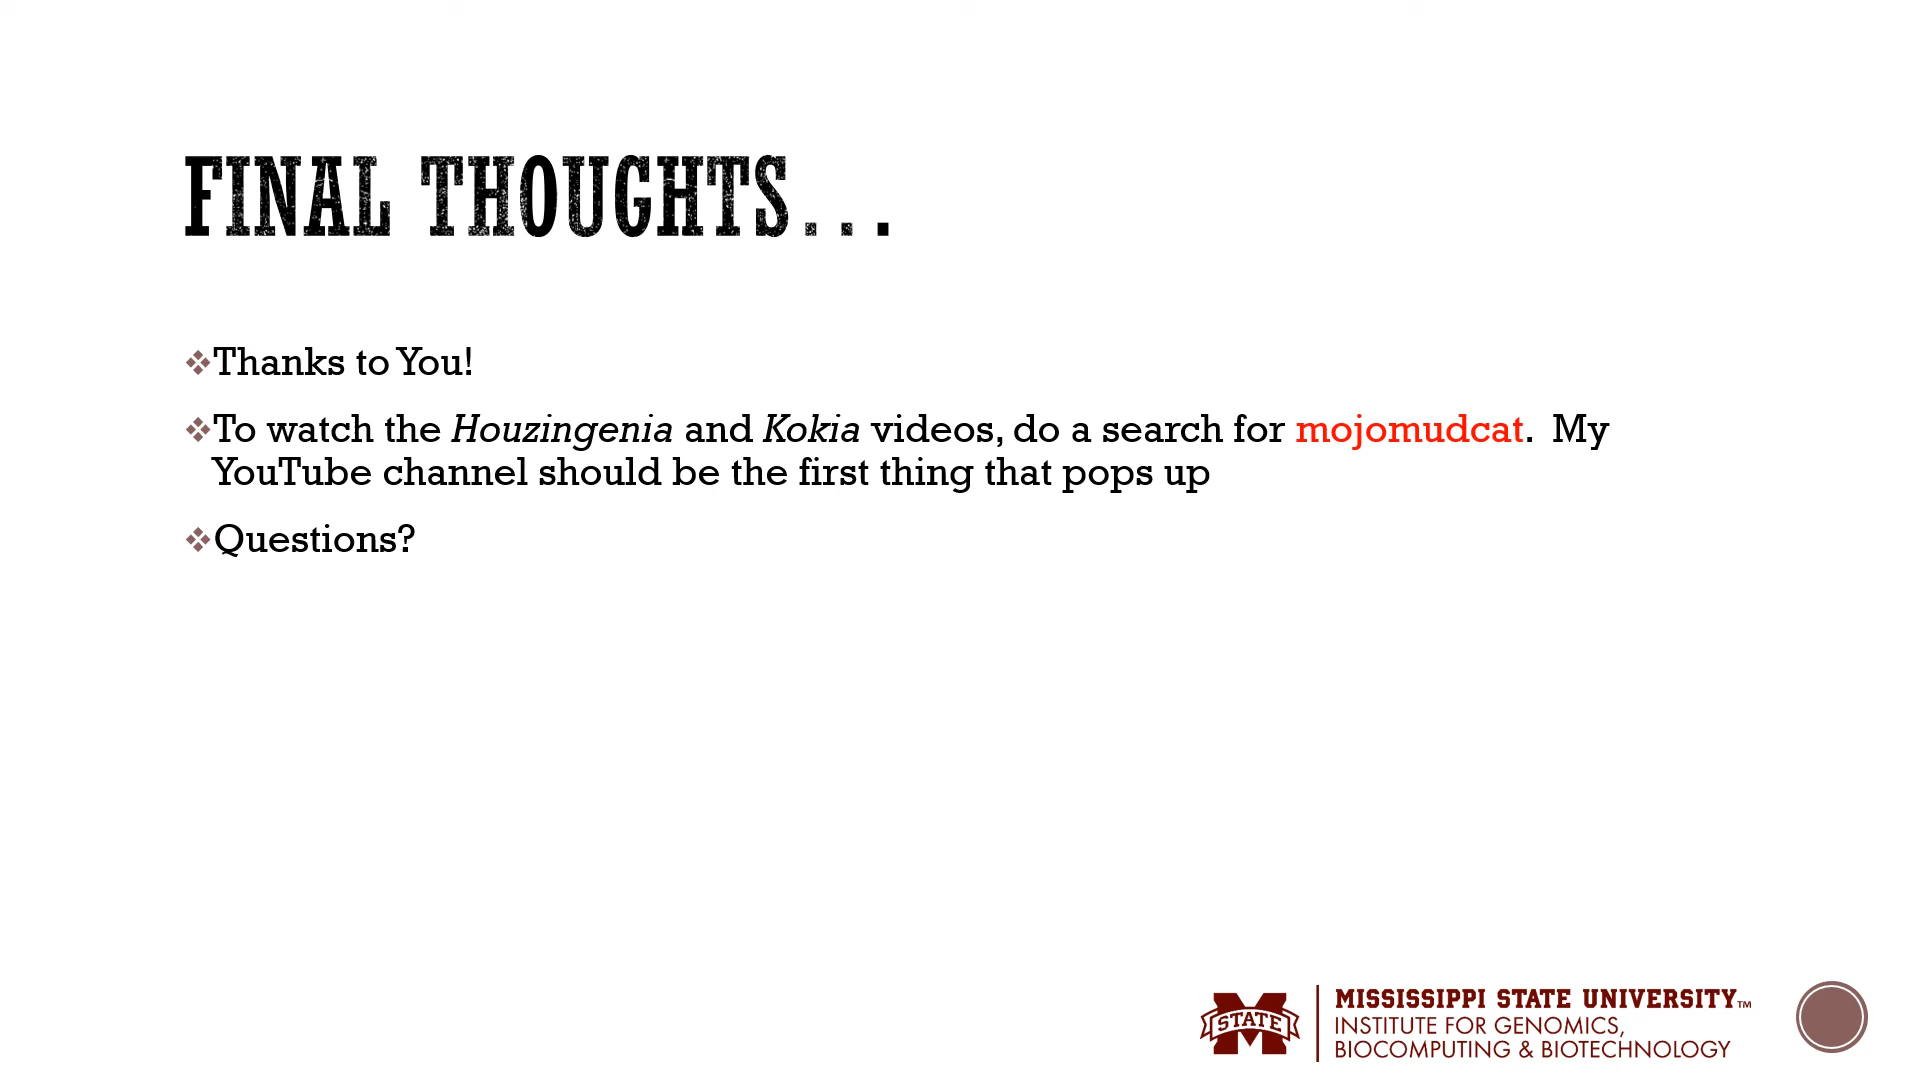 FINAL THOUGHTS...
❖Thanks to You!
❖To watch the Houzingenia and Kokia videos, do a search for mojomudcat. My
YouTube channel should be the first thing that pops up
❖Questions?
STATE
MISSISSIPPI STATE UNIVERSITY™
INSTITUTE FOR GENOMICS,
BIOCOMPUTING & BIOTECHNOLOGY